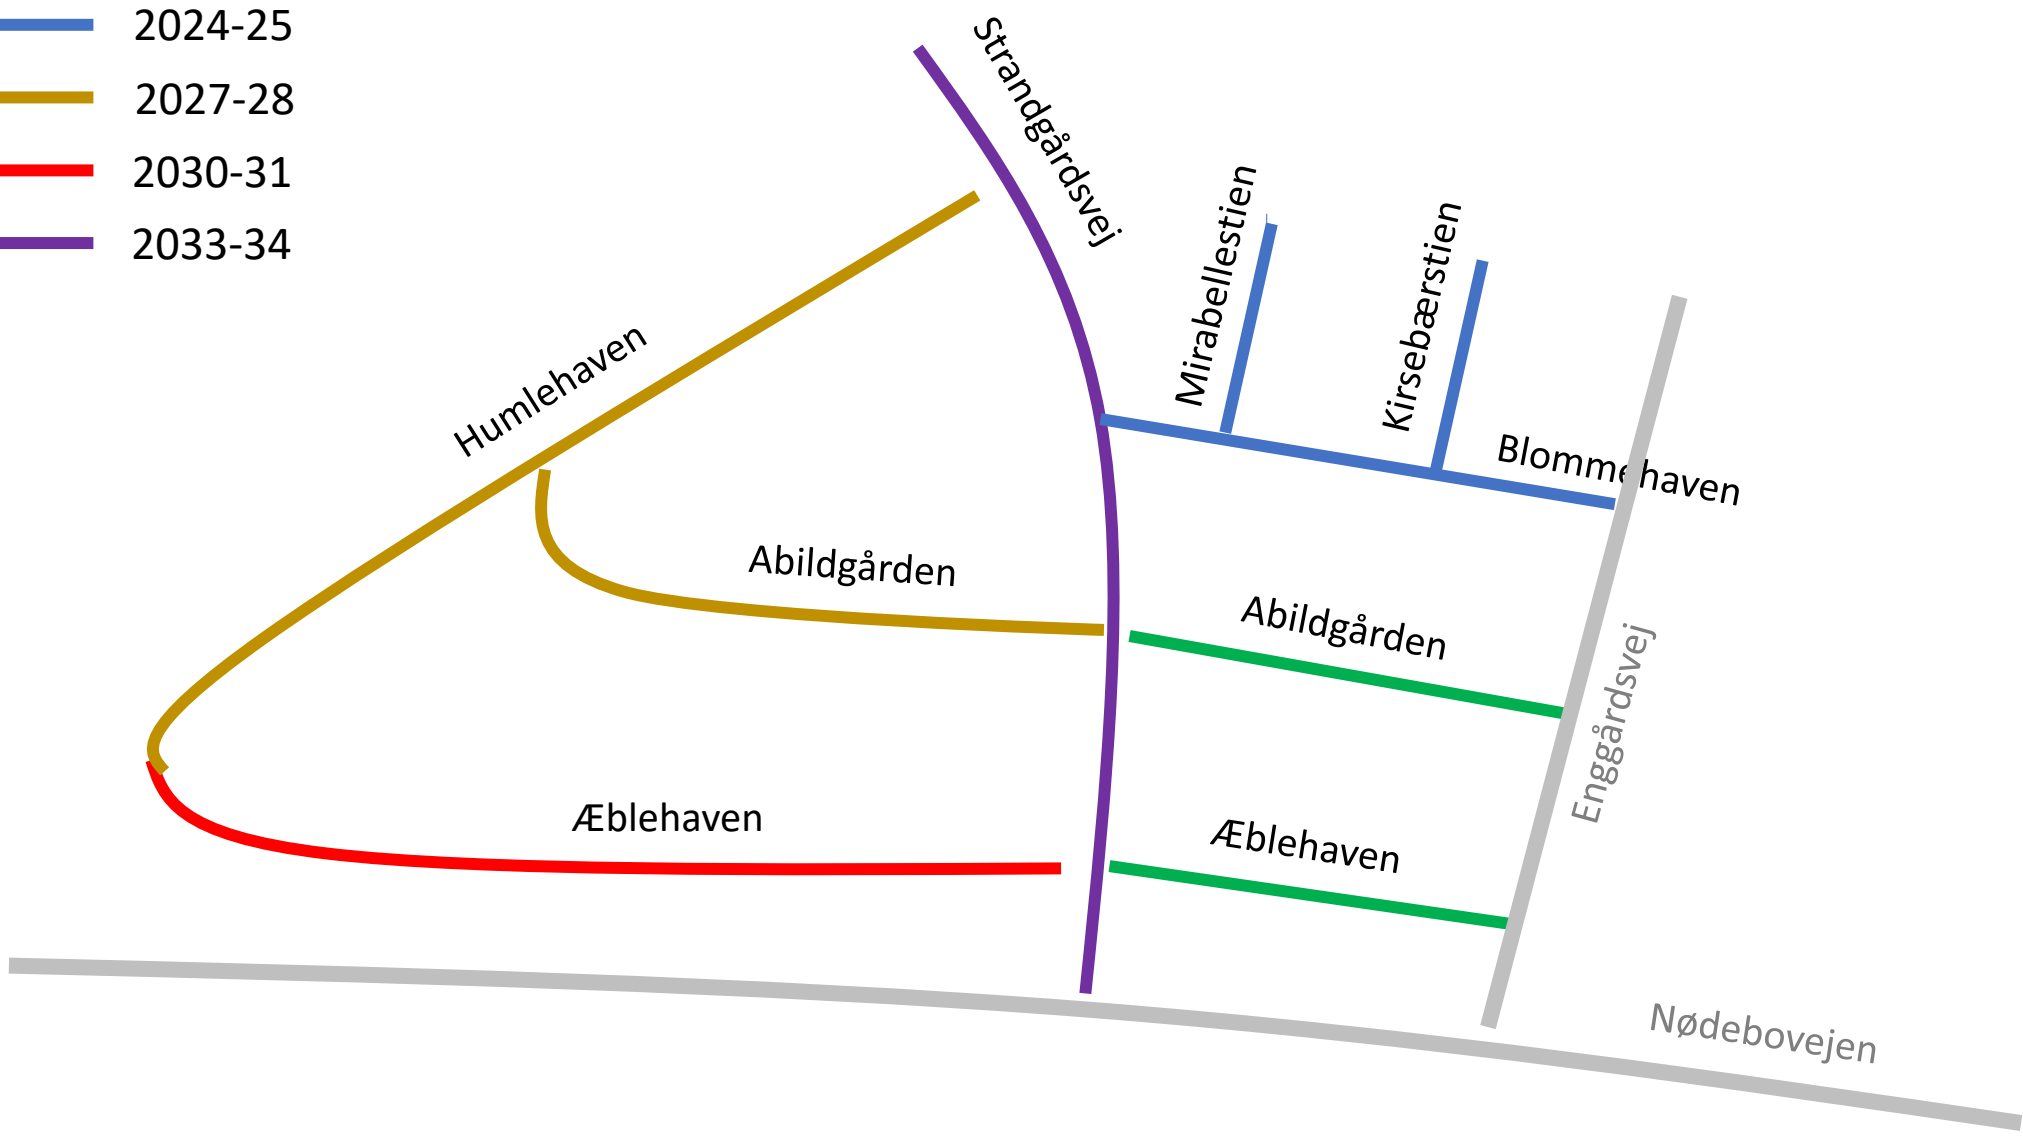 2024-25
2027-28
2030-31
2033-34
Strandgårdsvej
Mirabellestien
Kirsebærstien
Humlehaven
Blommehaven
Abildgården
Abildgården
Enggårdsvej
Æblehaven
Æblehaven
Nødebovejen